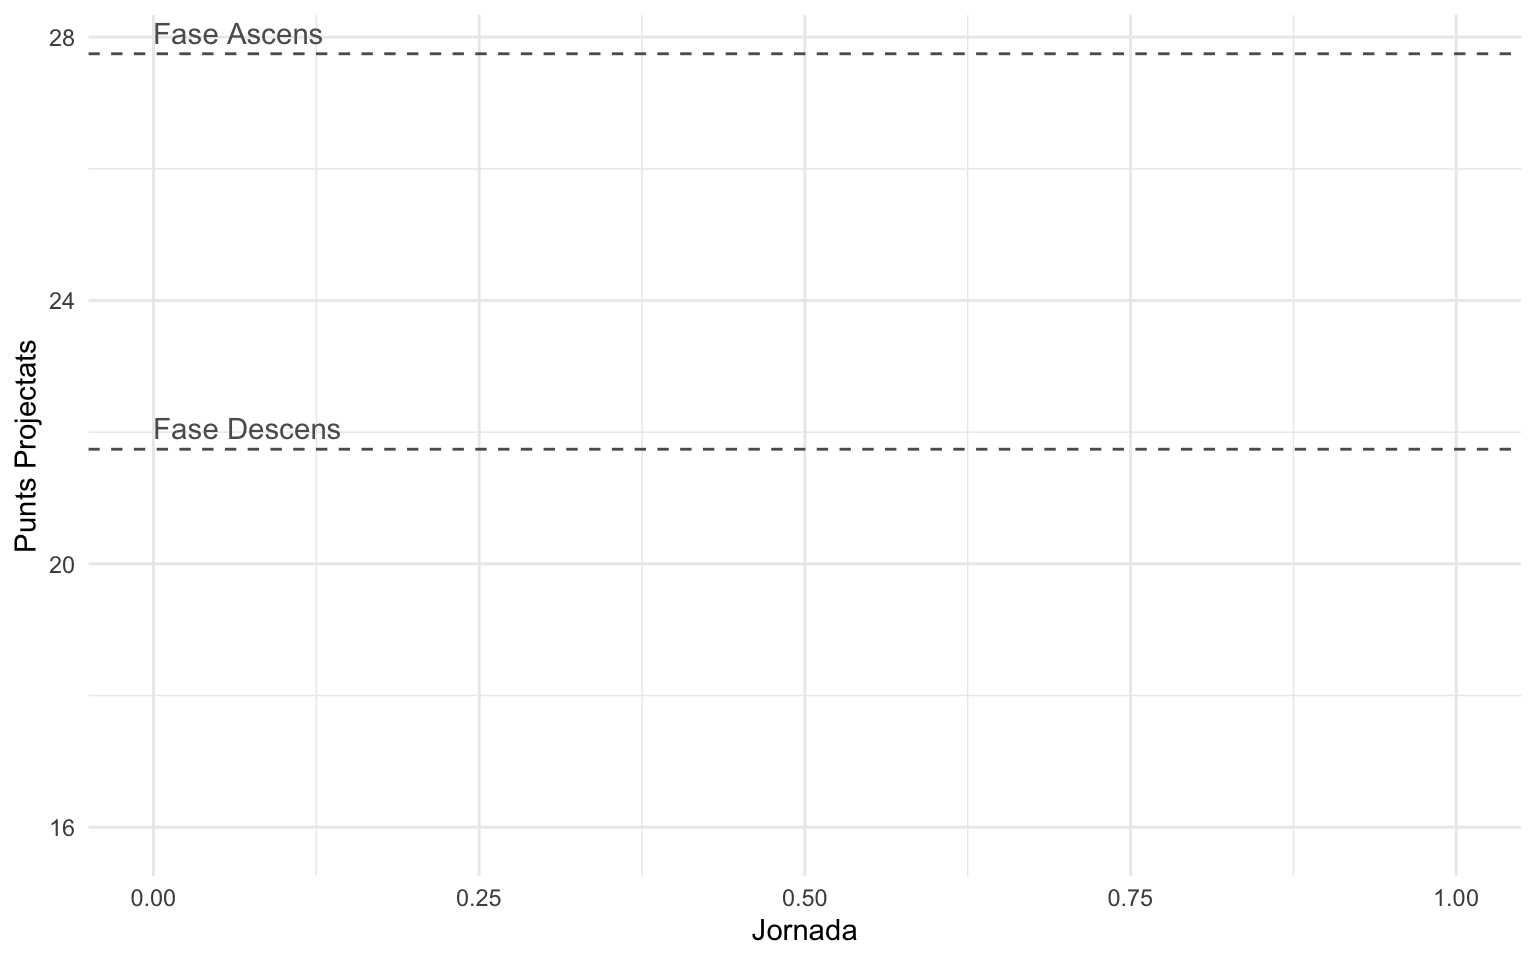 28
Fase Ascens
24
Fase Descens
20
16
Punts Projectats
0.00 0.25 0.50 0.75 1.00
Jornada